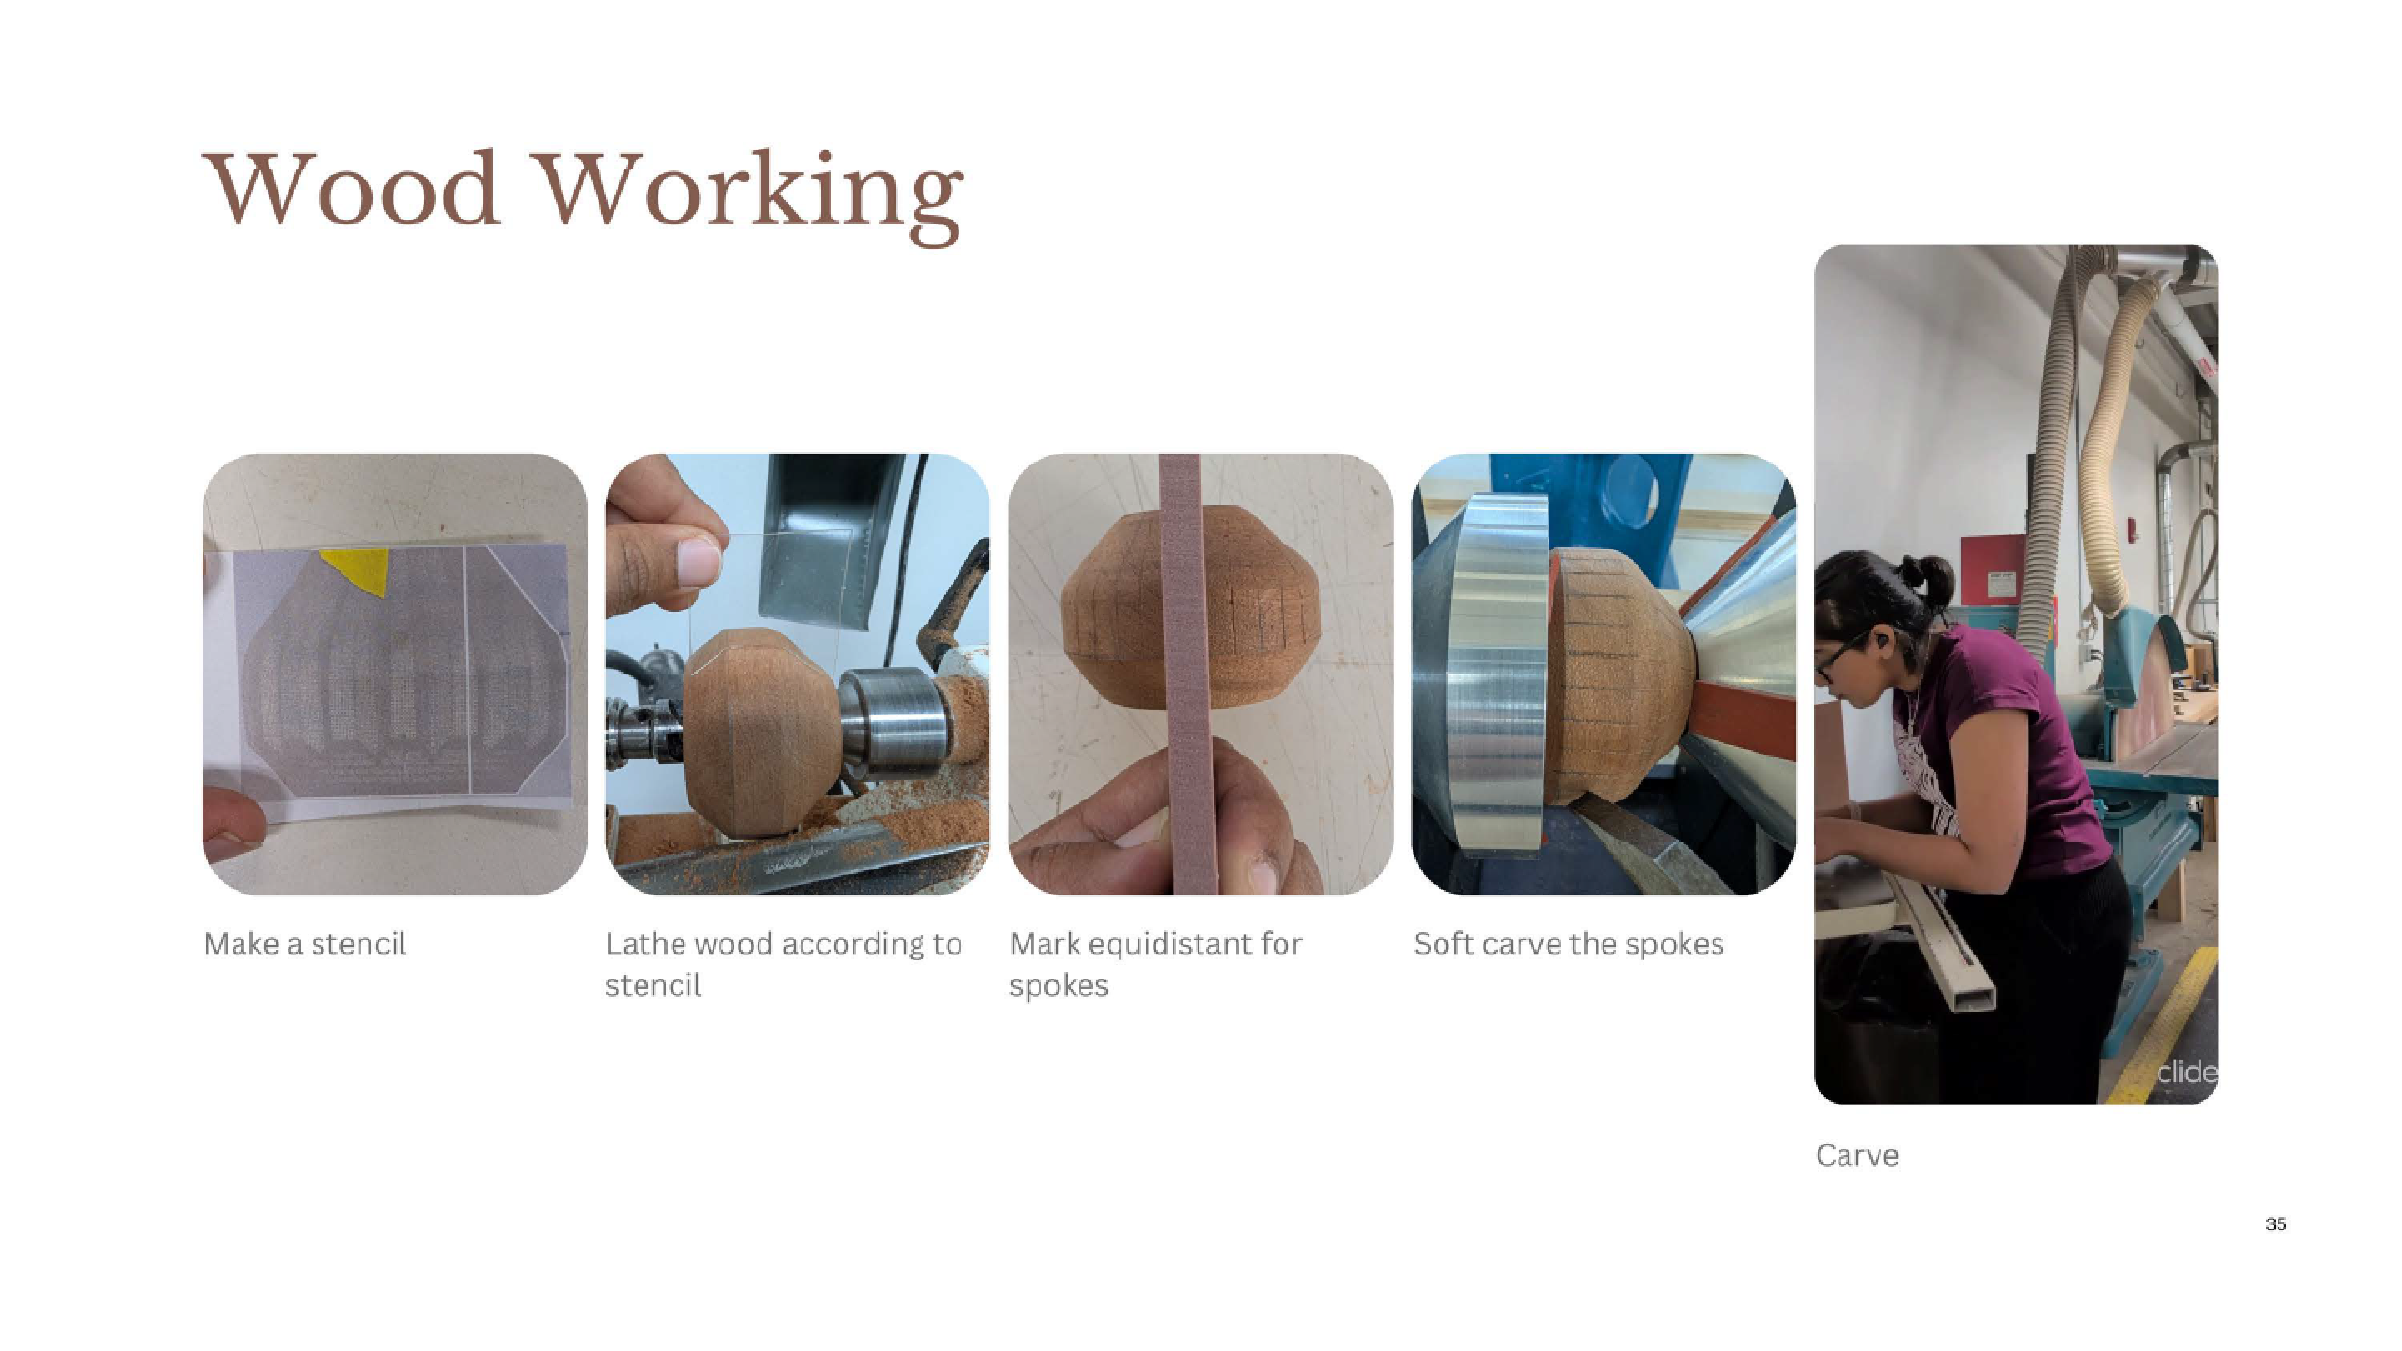 Wood Working
Make a stencil
Lathe wood according to
stencil
Mark equidistant for
spokes
Soft carve the spokes
clide
Carve
35